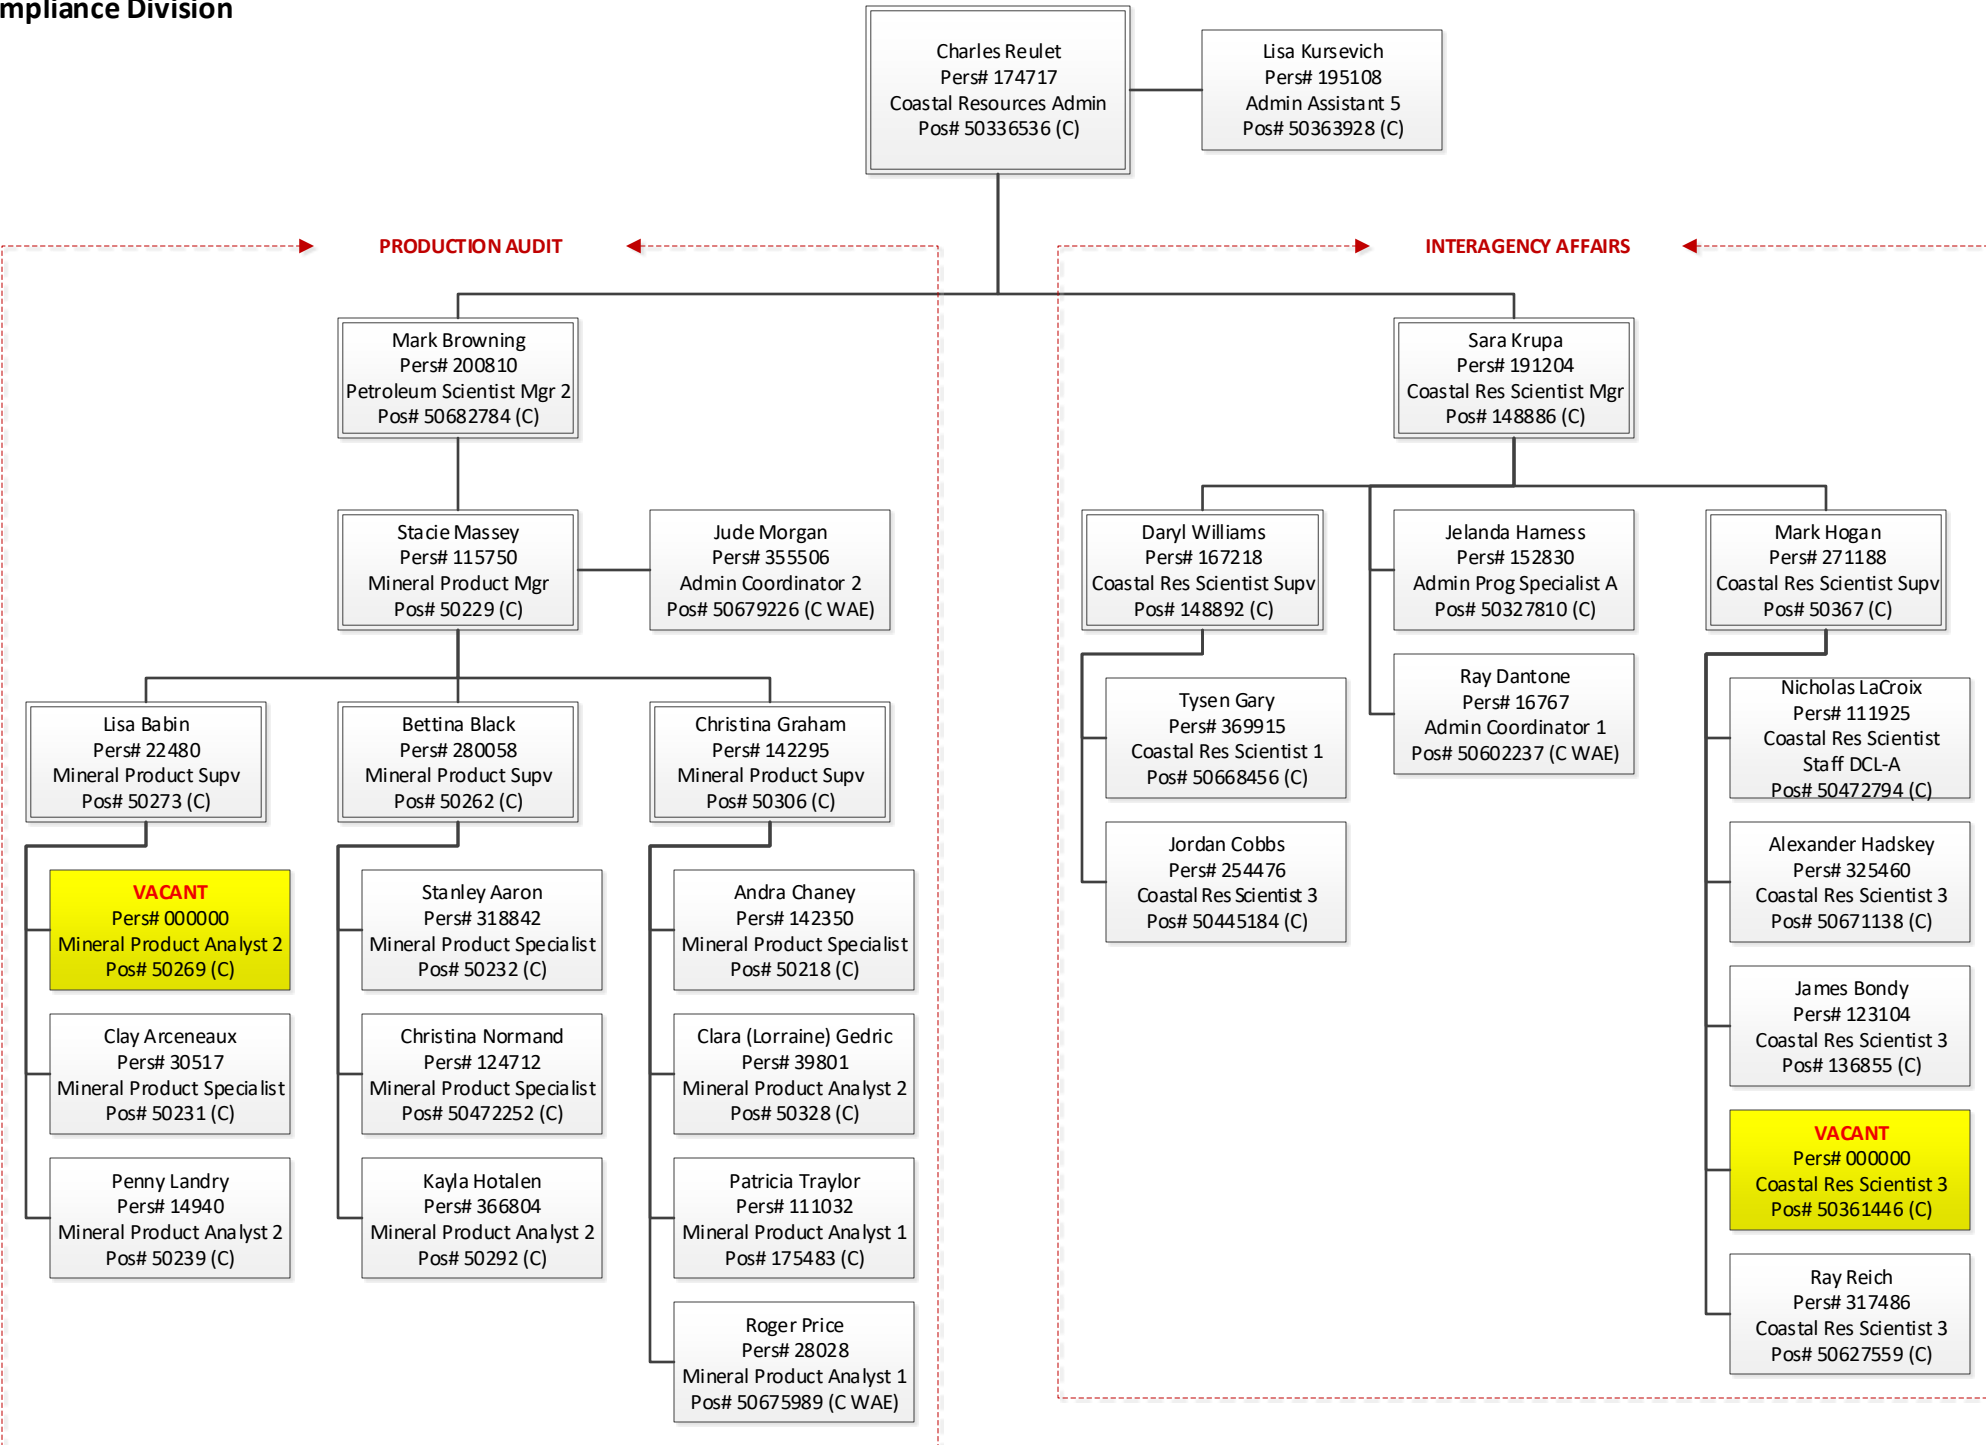 mpliance Division
Charles Reulet
Pers# 174717
Coastal Resources Admin
Pos# 50336536 (C)
Lisa Kursevich
Pers# 195108
Admin Assistant 5
Pos# 50363928 (C)
PRODUCTION AUDIT
INTERAGENCY AFFAIRS
Mark Browning
Pers# 200810
Petroleum Scientist Mgr 2
Pos# 50682784 (C)
Sara Krupa
Pers# 191204
Coastal Res Scientist Mgr
Pos# 148886 (C)
Stacie Massey
Pers# 115750
Mineral Product Mgr
Pos# 50229 (C)
Jude Morgan
Pers# 355506
Admin Coordinator 2
Pos# 50679226 (C WAE)
Daryl Williams
Pers# 167218
Coastal Res Scientist Supv
Pos# 148892 (C)
Jelanda Harness
Pers# 152830
Admin Prog Specialist A
Pos# 50327810 (C)
Mark Hogan
Pers# 271188
Coastal Res Scientist Supv
Pos# 50367 (C)
Ray Dantone
Pers# 16767
Admin Coordinator 1
Pos# 50602237 (C WAE)
Lisa Babin
Pers# 22480
Mineral Product Supv
Pos# 50273 (C)
Bettina Black
Pers# 280058
Mineral Product Supv
Pos# 50262 (C)
Christina Graham
Pers# 142295
Mineral Product Supv
Pos# 50306 (C)
Tysen Gary
Pers# 369915
Coastal Res Scientist 1
Pos# 50668456 (C)
Jordan Cobbs
Pers# 254476
Coastal Res Scientist 3
Pos# 50445184 (C)
Nicholas LaCroix
Pers# 111925
Coastal Res Scientist
Staff DCL-A
Pos# 50472794 (C)
Alexander Hadskey
Pers# 325460
Coastal Res Scientist 3
Pos# 50671138 (C)
James Bondy
Pers# 123104
Coastal Res Scientist 3
Pos# 136855 (C)
VACANT
Pers# 000000
Coastal Res Scientist 3
Pos# 50361446 (C)
Ray Reich
Pers# 317486
Coastal Res Scientist 3
Pos# 50627559 (C)
VACANT
Pers# 000000
Mineral Product Analyst 2
Pos# 50269 (C)
Clay Arceneaux
Pers# 30517
Mineral Product Specialist
Pos# 50231 (C)
Penny Landry
Pers# 14940
Mineral Product Analyst 2
Pos# 50239 (C)
Stanley Aaron
Pers# 318842
Mineral Product Specialist
Pos# 50232 (C)
Christina Normand
Pers# 124712
Mineral Product Specialist
Pos# 50472252 (C)
Kayla Hotalen
Pers# 366804
Mineral Product Analyst 2
Pos# 50292 (C)
Andra Chaney
Pers# 142350
Mineral Product Specialist
Pos# 50218 (C)
Clara (Lorraine) Gedric
Pers# 39801
Mineral Product Analyst 2
Pos# 50328 (C)
Patricia Traylor
Pers# 111032
Mineral Product Analyst 1
Pos# 175483 (C)
Roger Price
Pers# 28028
Mineral Product Analyst 1
Pos# 50675989 (C WAE)